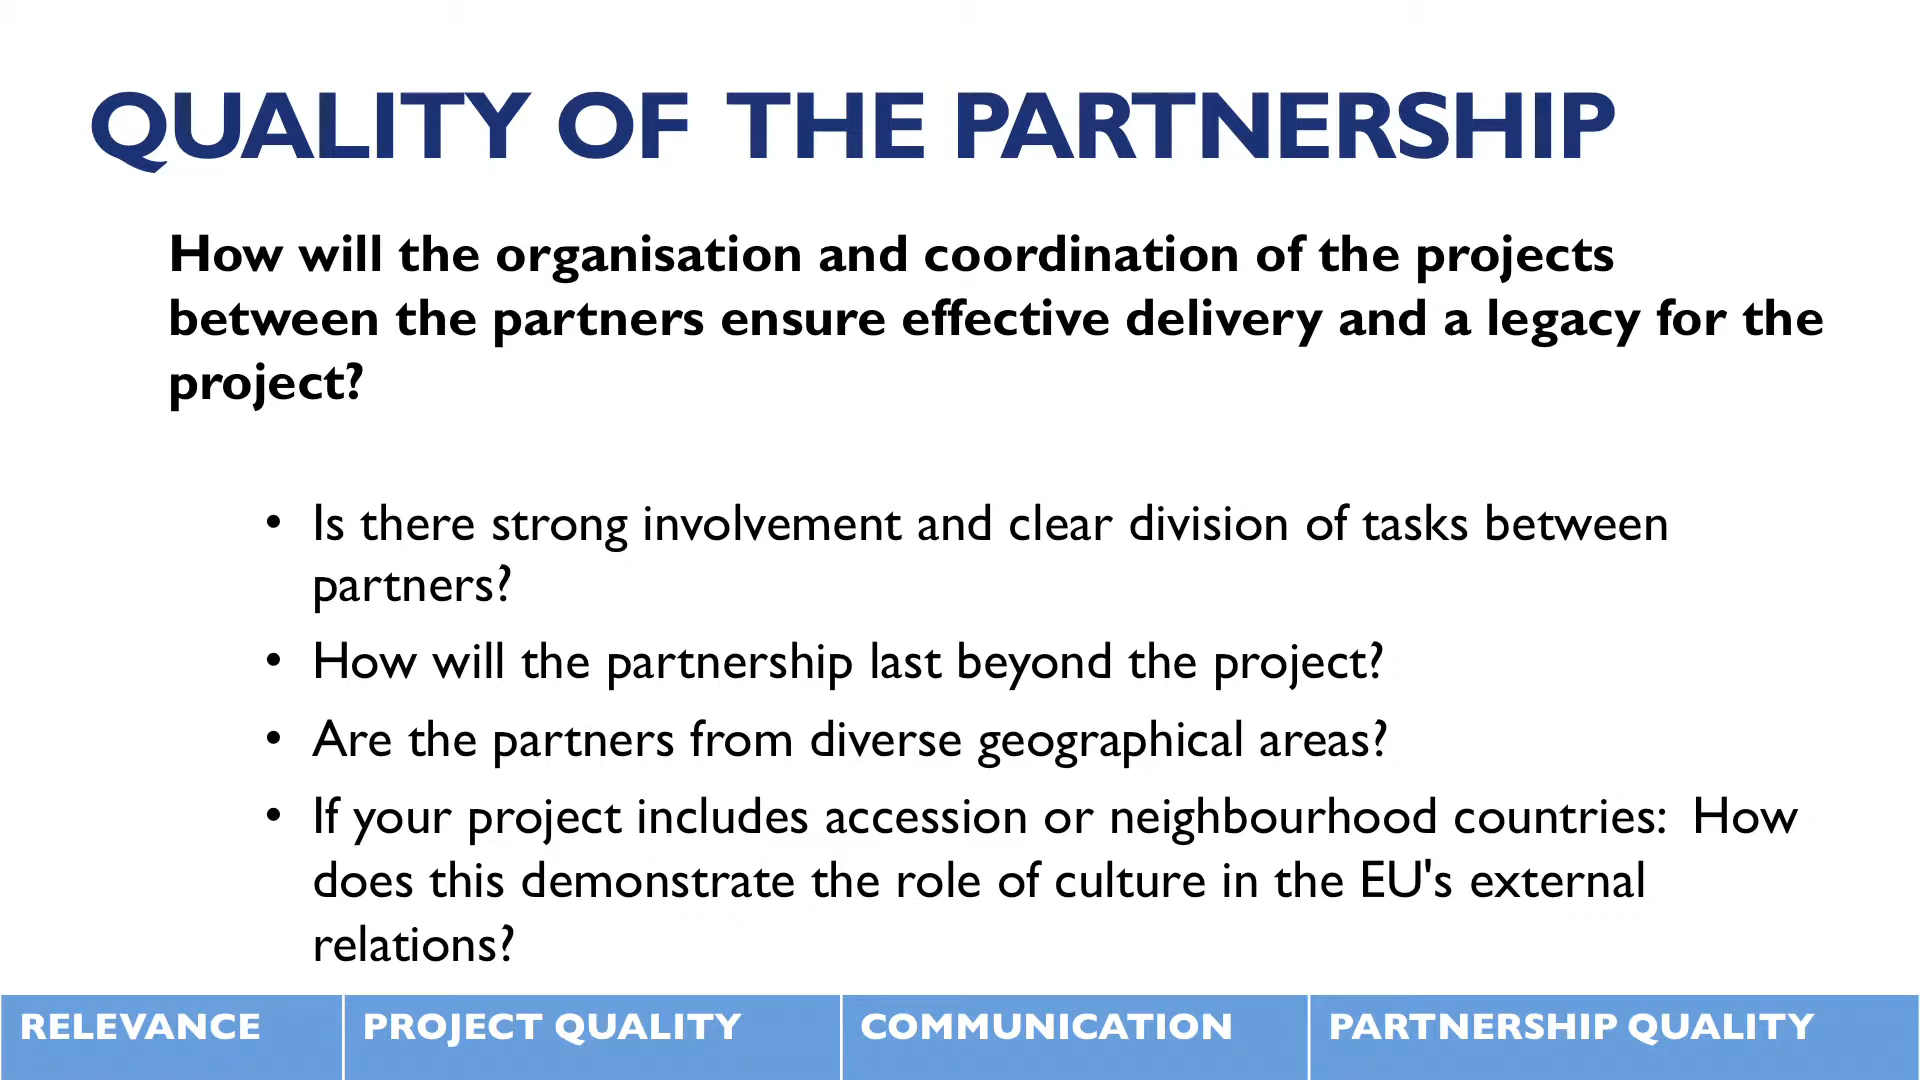 QUALITY OF THE PARTNERSHIP
How will the organisation and coordination of the projects
between the partners ensure effective delivery and a legacy for the
project?
• Is there strong involvement and clear division of tasks between
partners?
• How will the partnership last beyond the project?
• Are the partners from diverse geographical areas?
• If your project includes accession or neighbourhood countries: How
does this demonstrate the role of culture in the EU's external
relations?
RELEVANCE
PROJECT QUALITY
COMMUNICATION
PARTNERSHIP QUALITY